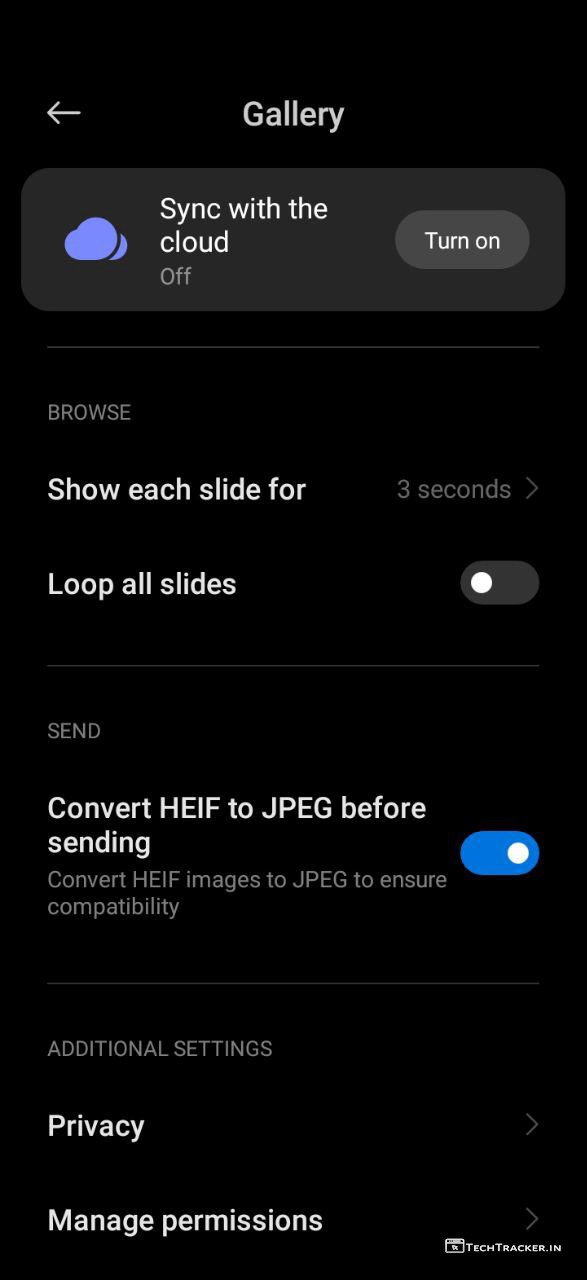 Gallery
Sync with the
cloud
Off
Turn on
BROWSE
Show each slide for
3 seconds
Loop all slides
SEND
Convert HEIF to JPEG before
sending
Convert HEIF images to JPEG to ensure
compatibility
ADDITIONAL SETTINGS
Privacy
Manage permissions
TECHTRACKER.IN